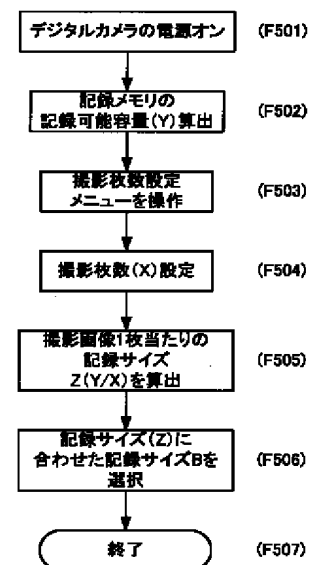 デジタルカメラの電源オン (F501)
記録メモリの
記録可能容量(Y)算出 (F502)
撮影枚数設定
メニューを操作 (F503)
撮影枚数(X)設定 (F504)
撮影画像1枚当たりの
記録サイズ (F505)
Z(Y/X)を算出
記録サイズ(Z)に
合わせた記録サイズBを (F506)
選択
終了 (F507)